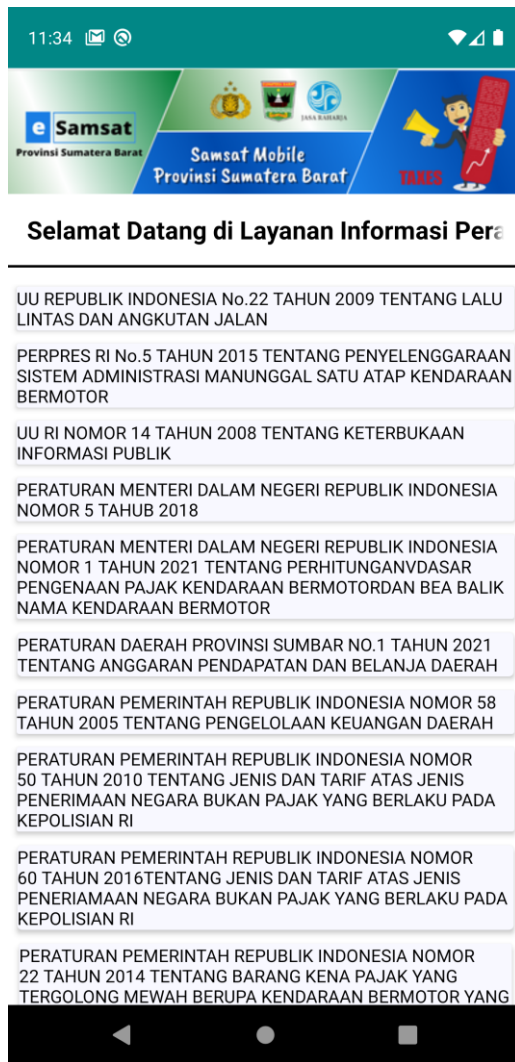 11:34
e Samsat
Provinsi Sumatera Barat
JASA RAHARJA
Samsat Mobile
Provinsi Sumatera Barat
TAXES
Selamat Datang di Layanan Informasi Pera
UU REPUBLIK INDONESIA No.22 TAHUN 2009 TENTANG LALU
LINTAS DAN ANGKUTAN JALAN
PERPRES RI No.5 TAHUN 2015 TENTANG PENYELENGGARAAN
SISTEM ADMINISTRASI MANUNGGAL SATU ATAP KENDARAAN
BERMOTOR
UU RI NOMOR 14 TAHUN 2008 TENTANG KETERBUKAAN
INFORMASI PUBLIK
PERATURAN MENTERI DALAM NEGERI REPUBLIK INDONESIA
NOMOR 5 TAHUB 2018
PERATURAN MENTERI DALAM NEGERI REPUBLIK INDONESIA
NOMOR 1 TAHUN 2021 TENTANG PERHITUNGANVDASAR
PENGENAAN PAJAK KENDARAAN BERMOTORDAN BEA BALIK
NAMA KENDARAAN BERMOTOR
PERATURAN DAERAH PROVINSI SUMBAR NO.1 TAHUN 2021
TENTANG ANGGARAN PENDAPATAN DAN BELANJA DAERAH
PERATURAN PEMERINTAH REPUBLIK INDONESIA NOMOR 58
TAHUN 2005 TENTANG PENGELOLAAN KEUANGAN DAERAH
PERATURAN PEMERINTAH REPUBLIK INDONESIA NOMOR
50 TAHUN 2010 TENTANG JENIS DAN TARIF ATAS JENIS
PENERIMAAN NEGARA BUKAN PAJAK YANG BERLAKU PADA
KEPOLISIAN RI
PERATURAN PEMERINTAH REPUBLIK INDONESIA NOMOR
60 TAHUN 2016TENTANG JENIS DAN TARIF ATAS JENIS
PENERIAMAAN NEGARA BUKAN PAJAK YANG BERLAKU PADA
KEPOLISIAN RI
PERATURAN PEMERINTAH REPUBLIK INDONESIA NOMOR
22 TAHUN 2014 TENTANG BARANG KENA PAJAK YANG
TERGOLONG MEWAH BERUPA KENDARAAN BERMOTOR YANG